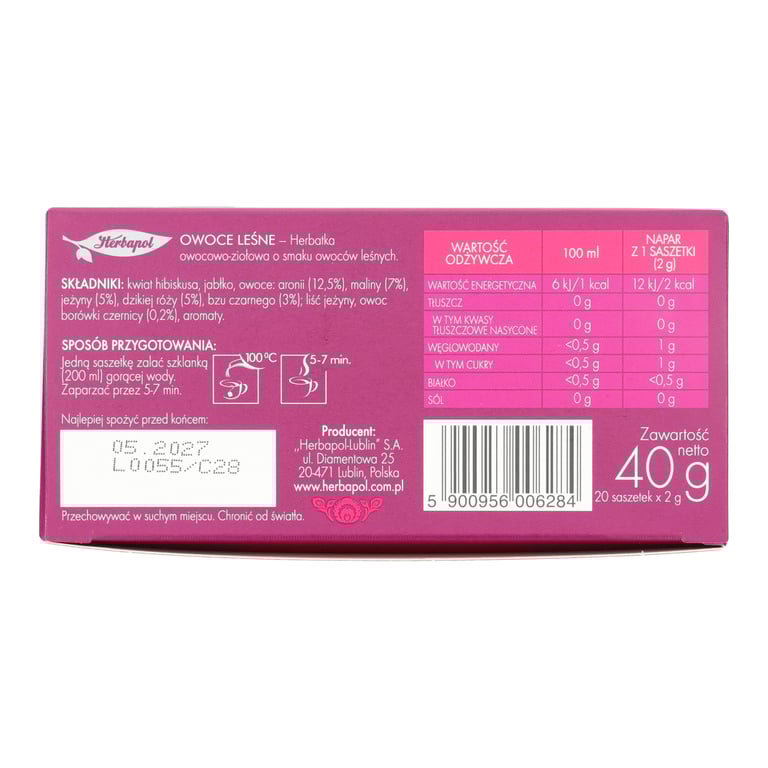 Herbapol
OWOCE LEŚNE – Herbatka
owocowo-ziołowa o smaku owoców leśnych.
SKŁADNIKI: kwiat hibiskusa, jabłko, owoce: aronii (12,5%), maliny (7%),
jeżyny (5%), dzikiej róży (5%), bzu czarnego (3%); liść jeżyny, owoc
borówki czernicy (0,2%), aromaty.
SPOSÓB PRZYGOTOWANIA:
Jedną saszetkę zalać szklanką
(200 ml) gorącej wody.
Zaparzać przez 5-7 min.
100°C
5-7 min.
Najlepiej spożyć przed końcem:
05.2027
L0055/C28
Przechowywać w suchym miejscu. Chronić od światła.
Producent:
„Herbapol-Lublin” S.A.
ul. Diamentowa 25
20-471 Lublin, Polska
www.herbapol.com.pl
WARTOŚĆ ODŻYWCZA 100 ml NAPAR Z 1 SASZETKI (2 g)
WARTOŚĆ ENERGETYCZNA 6 kJ/1 kcal 12 kJ/2 kcal
TŁUSZCZ 0 g 0 g
W TYM KWASY TŁUSZCZOWE NASYCONE 0 g 0 g
WĘGLOWODANY <0,5 g 1 g
W TYM CUKRY <0,5 g 1 g
BIAŁKO <0,5 g <0,5 g
SÓL 0 g 0 g
5 900956 006284
Zawartość
netto
40 g
20 saszetek x 2 g